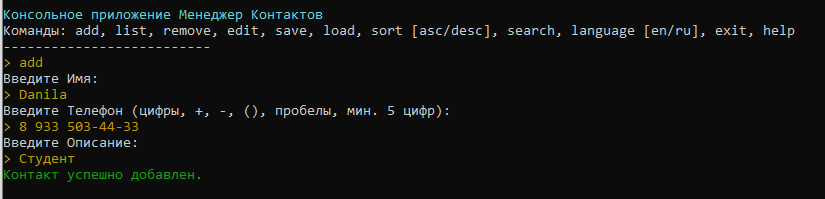 Консольное приложение Менеджер Контактов
Команды: add, list, remove, edit, save, load, sort [asc/desc], search, language [en/ru], exit, help
--------------------------
> add
Введите Имя:
> Danila
Введите Телефон (цифры, +, -, (), пробелы, мин. 5 цифр):
> 8 933 503-44-33
Введите Описание:
> Студент
Контакт успешно добавлен.